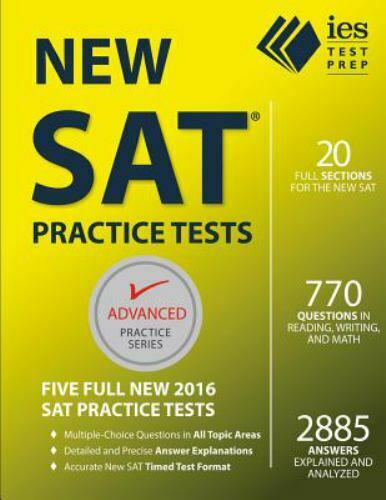 NEW
SAT®
PRACTICE TESTS
ies
TEST
PREP
20
FULL SECTIONS
FOR THE NEW SAT
ADVANCED
PRACTICE
SERIES
770
QUESTIONS IN
READING, WRITING,
AND MATH
FIVE FULL NEW 2016
SAT PRACTICE TESTS
♦ Multiple-Choice Questions in All Topic Areas
♦ Detailed and Precise Answer Explanations
♦ Accurate New SAT Timed Test Format
2885
ANSWERS
EXPLAINED AND
ANALYZED